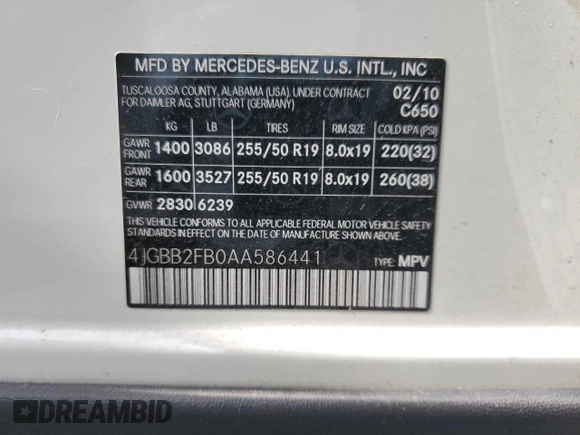 MFD BY MERCEDES-BENZ U.S. INTL., INC
TUSCALOOSA COUNTY, ALABAMA (USA). UNDER CONTRACT 02/10
FOR DAIMLER AG, STUTTGART (GERMANY) C650
KG LB TIRES RIM SIZE COLD KPA (PSI)
GAWR FRONT 1400 3086 255/50 R19 8.0x19 220(32)
GAWR REAR 1600 3527 255/50 R19 8.0x19 260(38)
GVWR 2830 6239
THIS VEHICLE CONFORMS TO ALL APPLICABLE FEDERAL MOTOR VEHICLE SAFETY
STANDARDS IN EFFECT ON THE DATE OF MANUFACTURE SHOWN ABOVE.
4JGBB2FB0AA586441 TYPE: MPV
DREAMBID